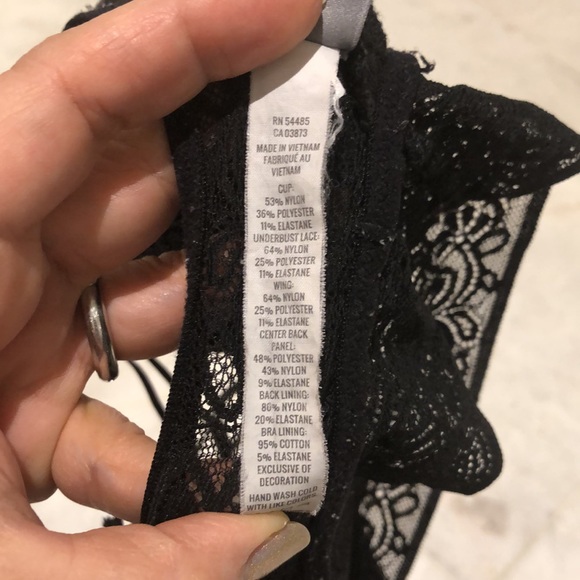 RN 54485
CA 03873
MADE IN VIETNAM
FABRIQUÉ AU
VIETNAM
CUP:
53% NYLON
36% POLYESTER
11% ELASTANE
UNDERBUST LACE:
64% NYLON
25% POLYESTER
11% ELASTANE
WING:
64% NYLON
25% POLYESTER
11% ELASTANE
CENTER BACK
PANEL:
48% POLYESTER
43% NYLON
9% ELASTANE
BACK LINING:
80% NYLON
20% ELASTANE
BRA LINING:
95% COTTON
5% ELASTANE
EXCLUSIVE OF
DECORATION
HAND WASH COLD
WITH LIKE COLORS.